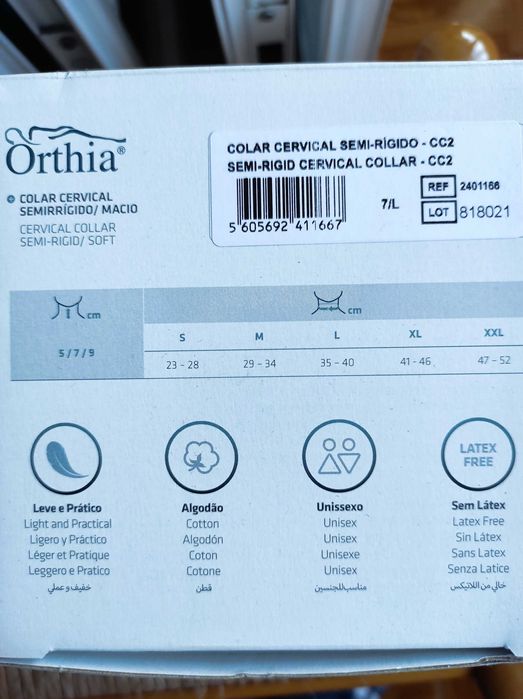 Orthia®
COLAR CERVICAL
SEMIRRÍGIDO/ MACIO
CERVICAL COLLAR
SEMI-RIGID/ SOFT
COLAR CERVICAL SEMI-RÍGIDO - CC2
SEMI-RIGID CERVICAL COLLAR - CC2
5 605692 411667
7/L
REF 2401166
LOT 818021
cm
5 / 7 / 9
cm
S M L XL XXL
23 - 28 29 - 34 35 - 40 41 - 46 47 - 52
Leve e Prático
Light and Practical
Ligero y Práctico
Léger et Pratique
Leggero e Pratico
خفيف و عملي
Algodão
Cotton
Algodón
Coton
Cotone
قطن
Unissexo
Unisex
Unisex
Unisexe
Unisex
مناسب للجنسين
LATEX
FREE
Sem Látex
Latex Free
Sin Látex
Sans Latex
Senza Latice
خالي من اللاتيكس